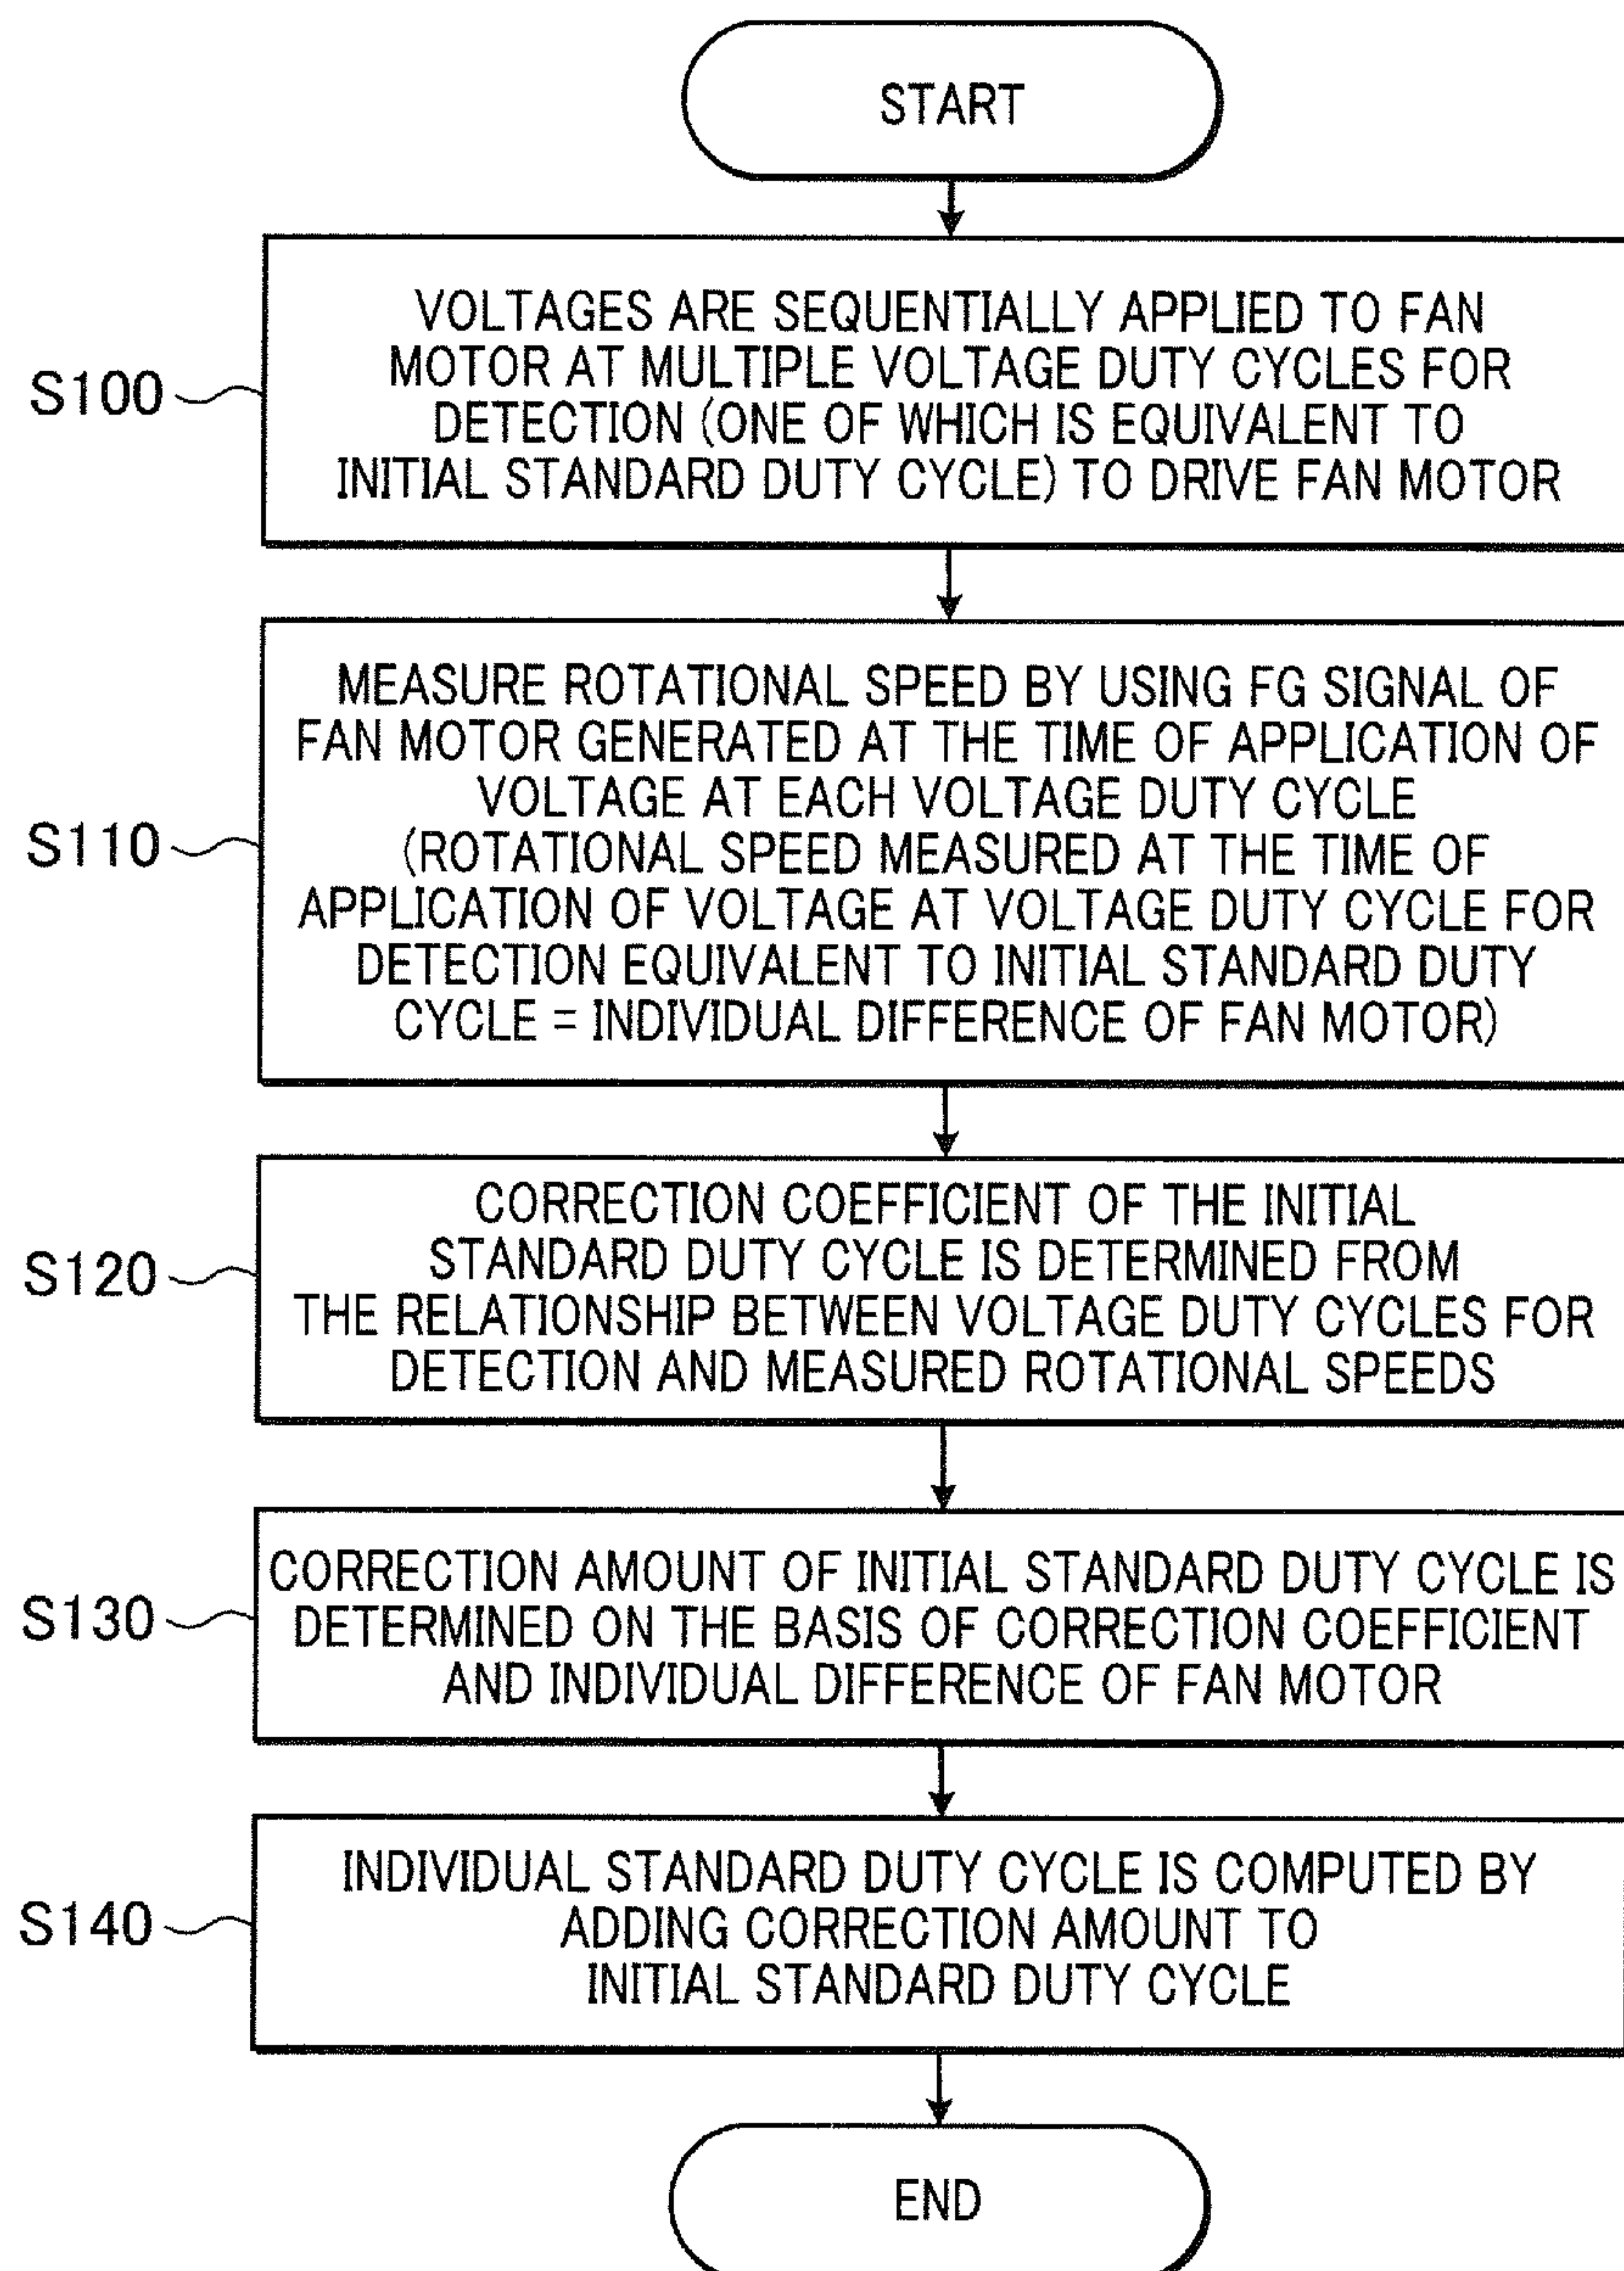 START
VOLTAGES ARE SEQUENTIALLY APPLIED TO FAN
MOTOR AT MULTIPLE VOLTAGE DUTY CYCLES FOR
DETECTION (ONE OF WHICH IS EQUIVALENT TO
INITIAL STANDARD DUTY CYCLE) TO DRIVE FAN MOTOR
S100
MEASURE ROTATIONAL SPEED BY USING FG SIGNAL OF
FAN MOTOR GENERATED AT THE TIME OF APPLICATION OF
VOLTAGE AT EACH VOLTAGE DUTY CYCLE
(ROTATIONAL SPEED MEASURED AT THE TIME OF
APPLICATION OF VOLTAGE AT VOLTAGE DUTY CYCLE FOR
DETECTION EQUIVALENT TO INITIAL STANDARD DUTY
CYCLE = INDIVIDUAL DIFFERENCE OF FAN MOTOR)
S110
CORRECTION COEFFICIENT OF THE INITIAL
STANDARD DUTY CYCLE IS DETERMINED FROM
THE RELATIONSHIP BETWEEN VOLTAGE DUTY CYCLES FOR
DETECTION AND MEASURED ROTATIONAL SPEEDS
S120
CORRECTION AMOUNT OF INITIAL STANDARD DUTY CYCLE IS
DETERMINED ON THE BASIS OF CORRECTION COEFFICIENT
AND INDIVIDUAL DIFFERENCE OF FAN MOTOR
S130
INDIVIDUAL STANDARD DUTY CYCLE IS COMPUTED BY
ADDING CORRECTION AMOUNT TO
INITIAL STANDARD DUTY CYCLE
S140
END